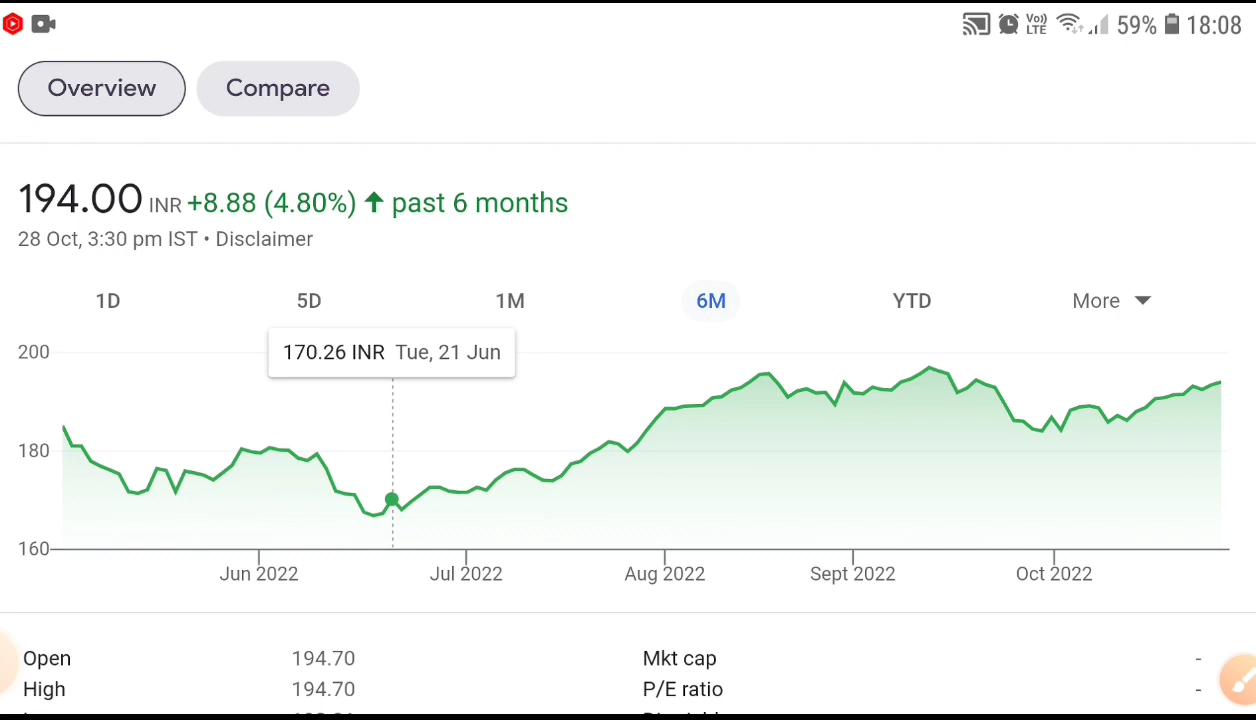 Vo)) LTE 59% 18:08
Overview Compare
194.00 INR +8.88 (4.80%) ↑ past 6 months
28 Oct, 3:30 pm IST • Disclaimer
1D 5D 1M 6M YTD More
170.26 INR Tue, 21 Jun
200
180
160
Jun 2022 Jul 2022 Aug 2022 Sept 2022 Oct 2022
Open 194.70 Mkt cap -
High 194.70 P/E ratio -